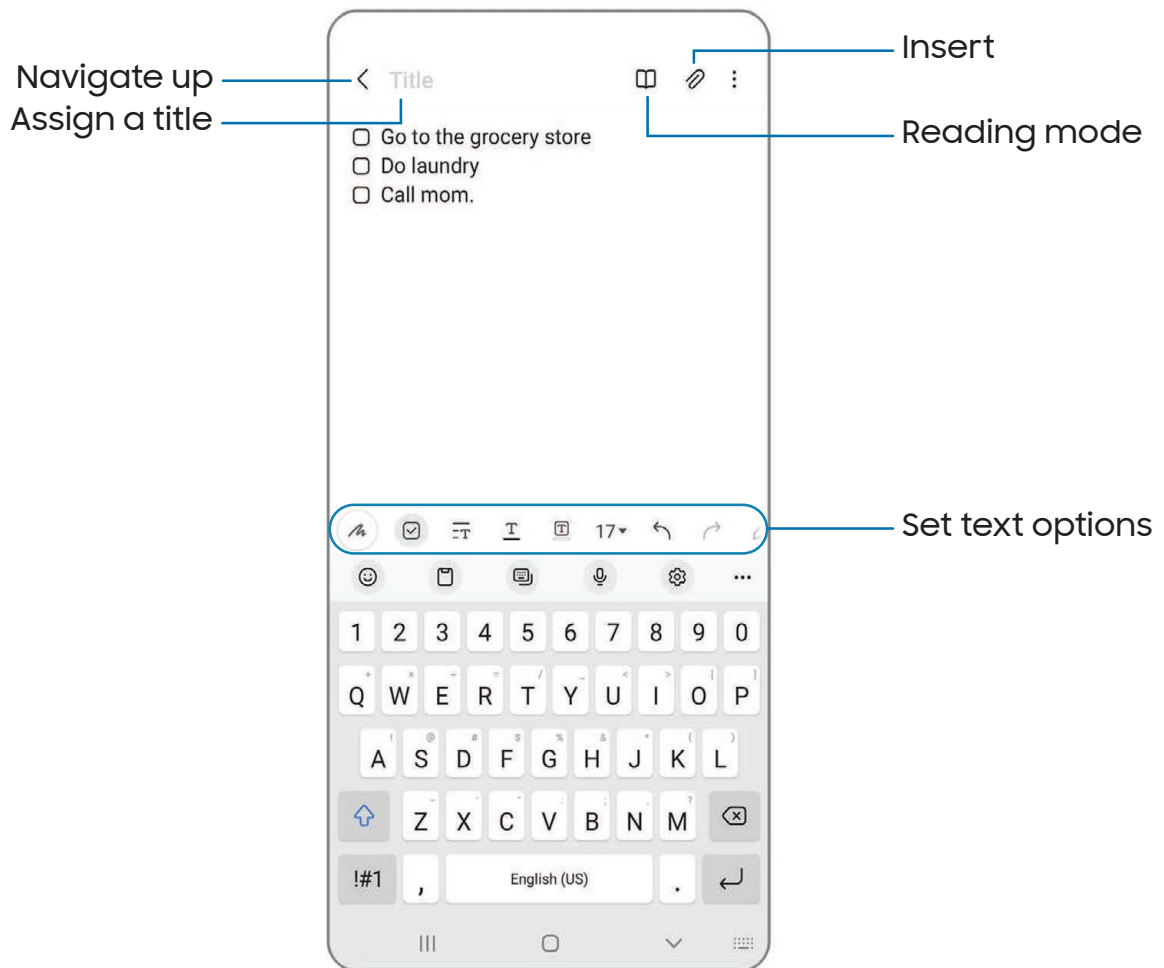 Insert
Navigate up
Title
Assign a title
Reading mode
Go to the grocery store
Do laundry
Call mom.
Set text options
T T T 17
1 2 3 4 5 6 7 8 9 0
Q W E R T Y U I O P
A S D F G H J K L
Z X C V B N M
!#1 , English (US) .